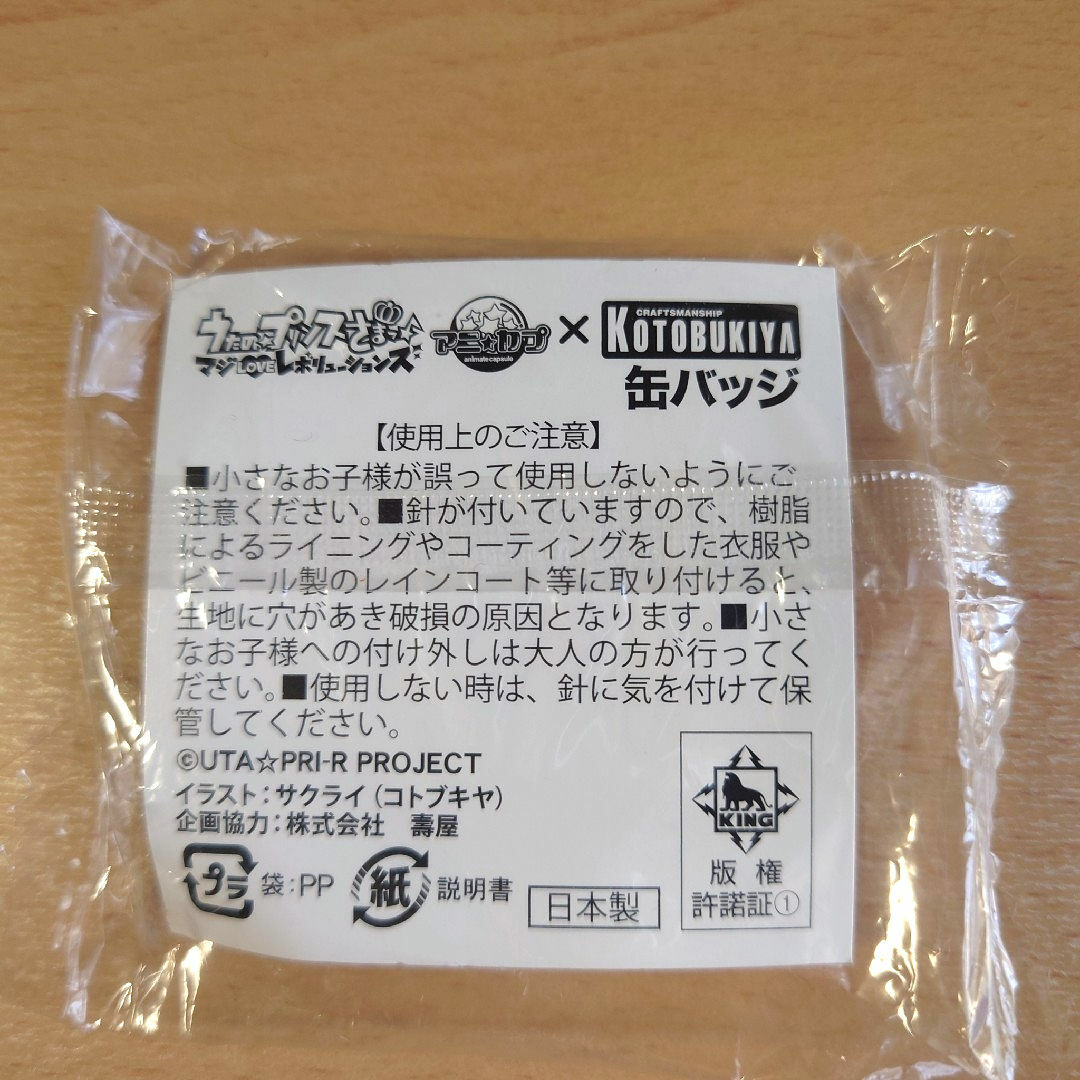 うたの☆プリンスさまっ♪
マジLOVEレボリューションズ
アニ☆カプ
animatecapsule
×
CRAFTSMANSHIP
KOTOBUKIYA
缶バッジ
【使用上のご注意】
■小さなお子様が誤って使用しないようにご
注意ください。■針が付いていますので、樹脂
によるライニングやコーティングをした衣服や
ビニール製のレインコート等に取り付けると、
生地に穴があき破損の原因となります。■小さ
なお子様への付け外しは大人の方が行ってく
ださい。■使用しない時は、針に気を付けて保
管してください。
©UTA☆PRI-R PROJECT
イラスト：サクライ（コトブキヤ）
企画協力：株式会社　壽屋
プラ 袋：PP 紙 説明書
日本製
KING
版権
許諾証①